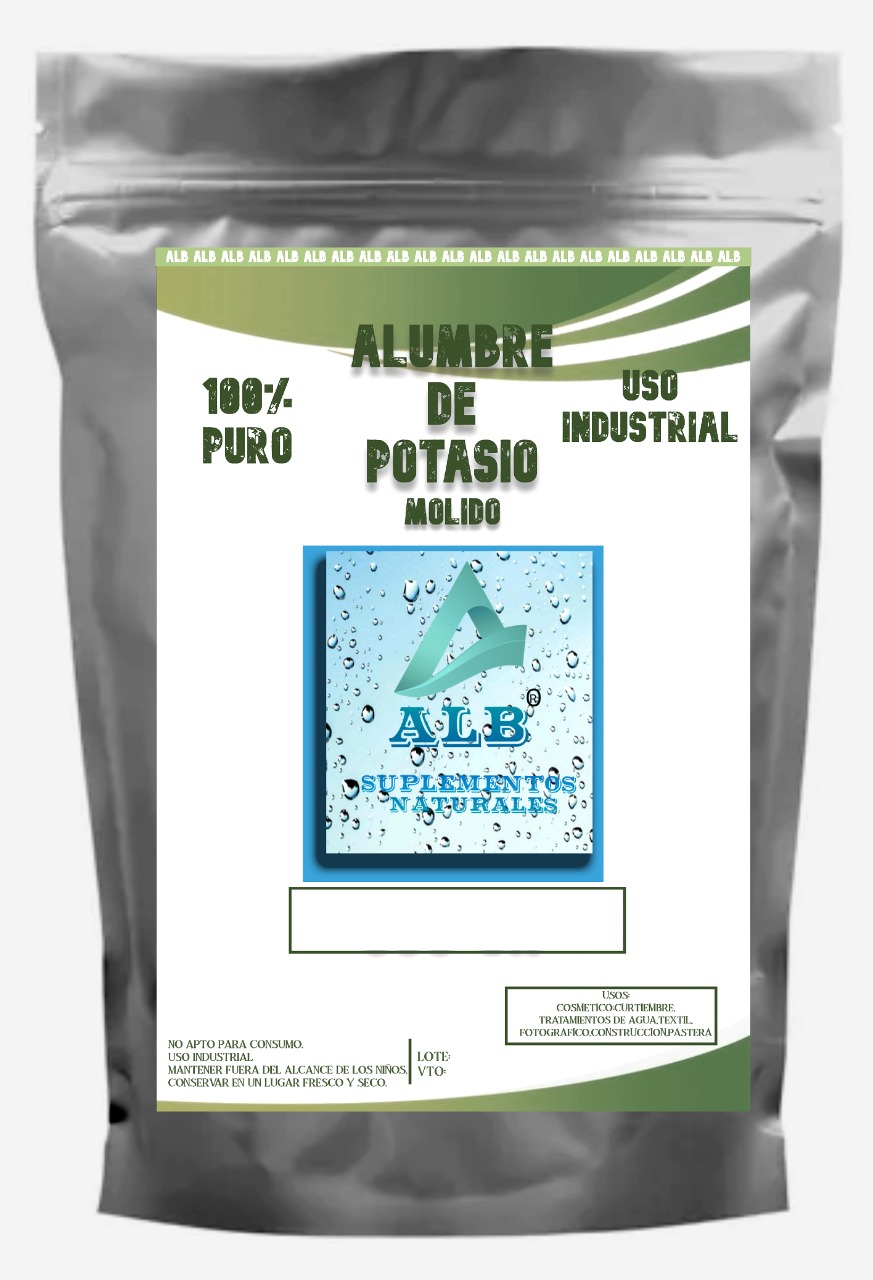 ALB ALB ALB ALB ALB ALB ALB ALB ALB ALB ALB ALB ALB ALB ALB ALB ALB ALB ALB ALB ALB
100% PURO
ALUMBRE
DE
POTASIO
MOLIDO
USO
INDUSTRIAL
ALB®
SUPLEMENTOS
NATURALES
USOS:
COSMETICO:CURTIEMBRE,
TRATAMIENTOS DE AGUA,TEXTIL,
FOTOGRAFICO,CONSTRUCCION,PASTERA
NO APTO PARA CONSUMO.
USO INDUSTRIAL
MANTENER FUERA DEL ALCANCE DE LOS NIÑOS.
CONSERVAR EN UN LUGAR FRESCO Y SECO.
LOTE:
VTO: